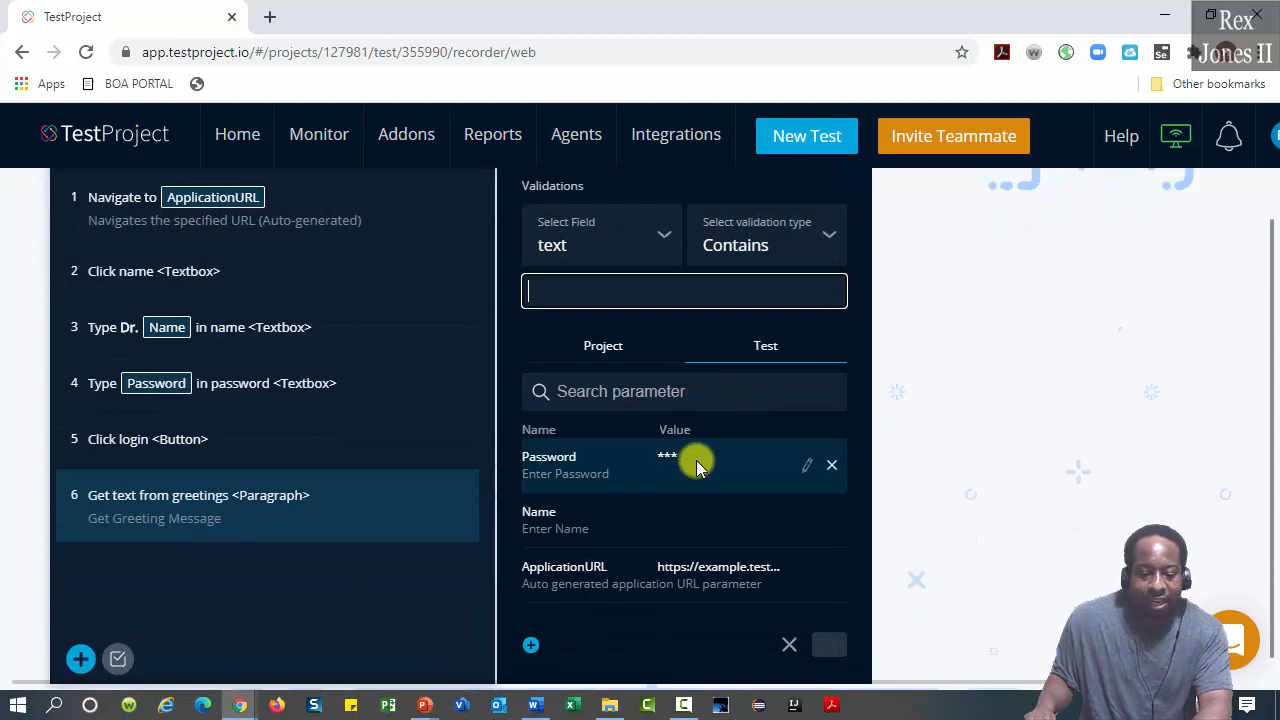 TestProject
Rex
Jones II
app.testproject.io/#/projects/127981/test/355990/recorder/web
Apps
BOA PORTAL
Other bookmarks
TestProject
Home
Monitor
Addons
Reports
Agents
Integrations
New Test
Invite Teammate
Help
1 Navigate to ApplicationURL
Navigates the specified URL (Auto-generated)
2 Click name <Textbox>
3 Type Dr. Name in name <Textbox>
4 Type Password in password <Textbox>
5 Click login <Button>
6 Get text from greetings <Paragraph>
Get Greeting Message
Validations
Select Field
text
Select validation type
Contains
Project
Test
Search parameter
Name Value
Password ***
Enter Password
Name
Enter Name
ApplicationURL https://example.test...
Auto generated application URL parameter